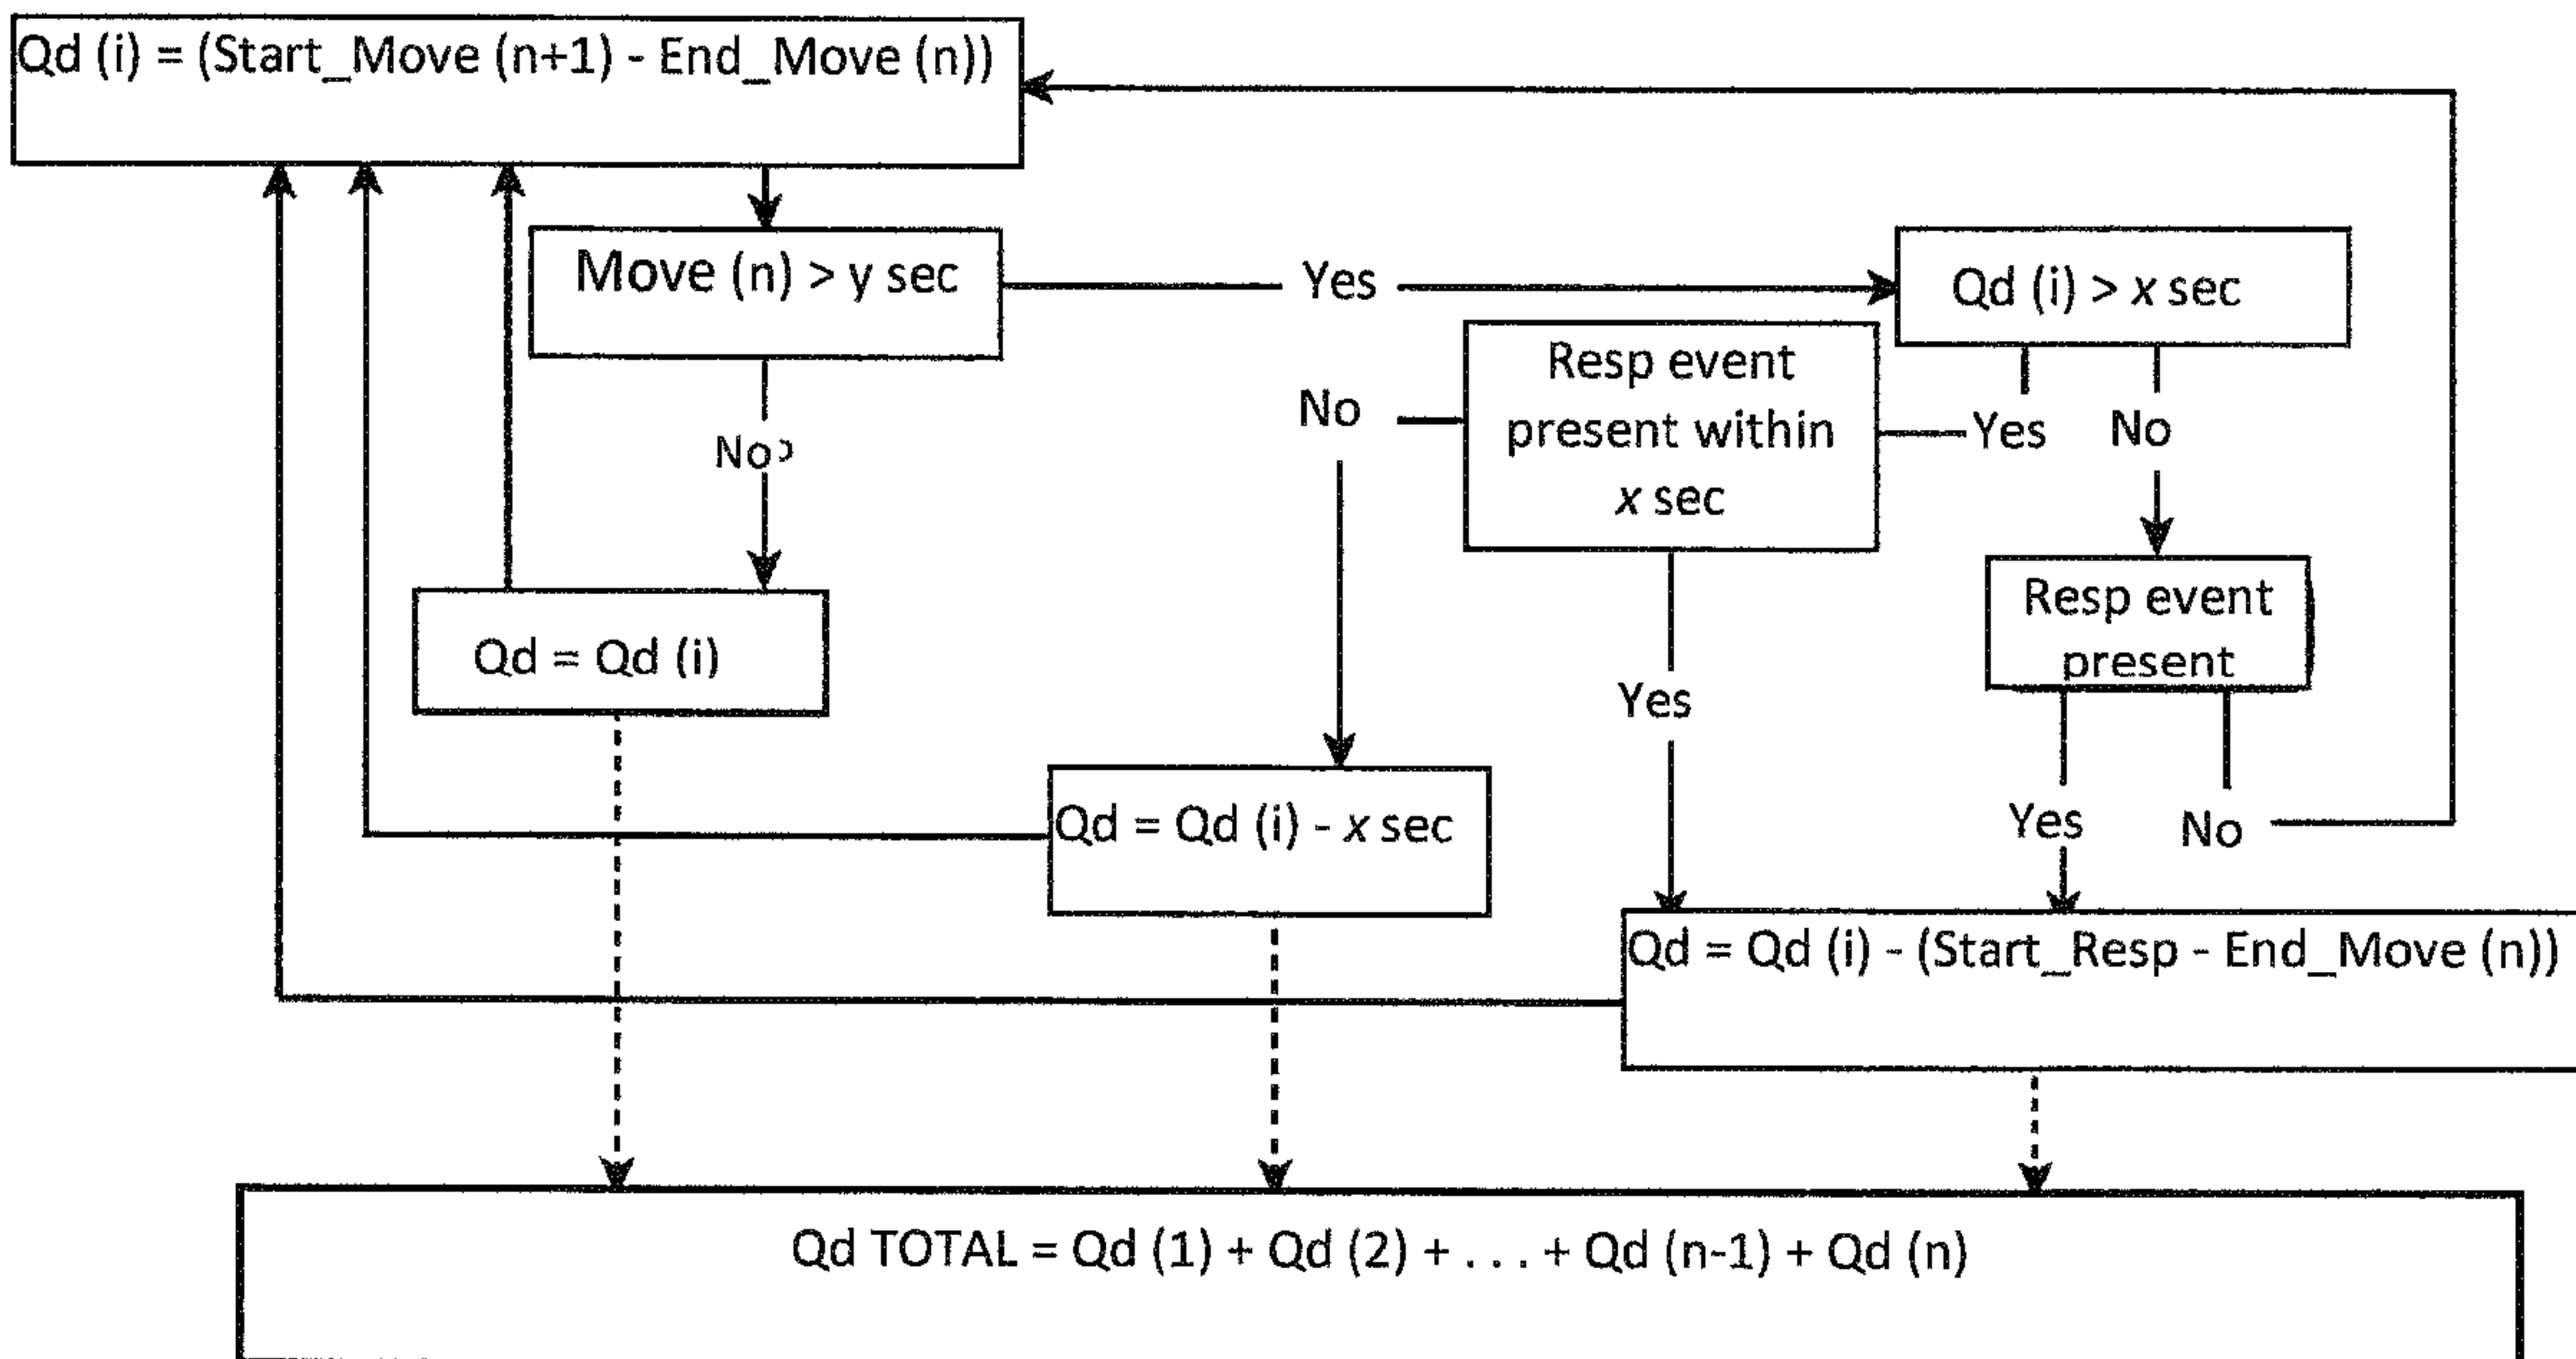 Qd (i) = (Start_Move (n+1) - End_Move (n))
Move (n) > y sec
Yes
Qd (i) > x sec
Resp event
present within
x sec
No
Yes
No
No
Resp event
present
Qd = Qd (i)
Yes
Qd = Qd (i) - x sec
Yes
No
Qd = Qd (i) - (Start_Resp - End_Move (n))
Qd TOTAL = Qd (1) + Qd (2) + . . . + Qd (n-1) + Qd (n)